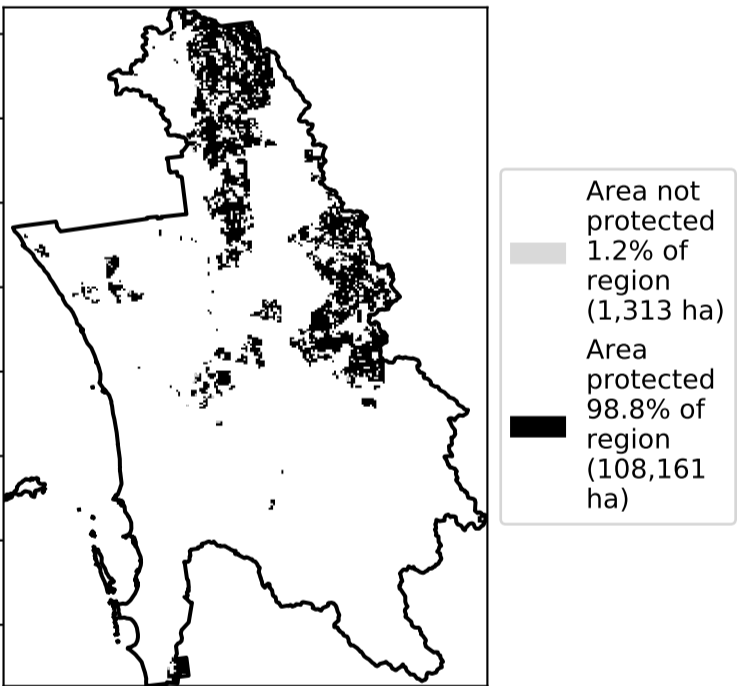 Area not
protected
1.2% of
region
(1,313 ha)
Area
protected
98.8% of
region
(108,161
ha)